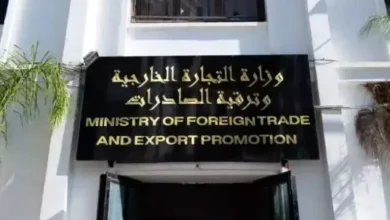 وزارة التجارة الخارجية
وترقية الصادرات
MINISTRY OF FOREIGN TRADE
AND EXPORT PROMOTION